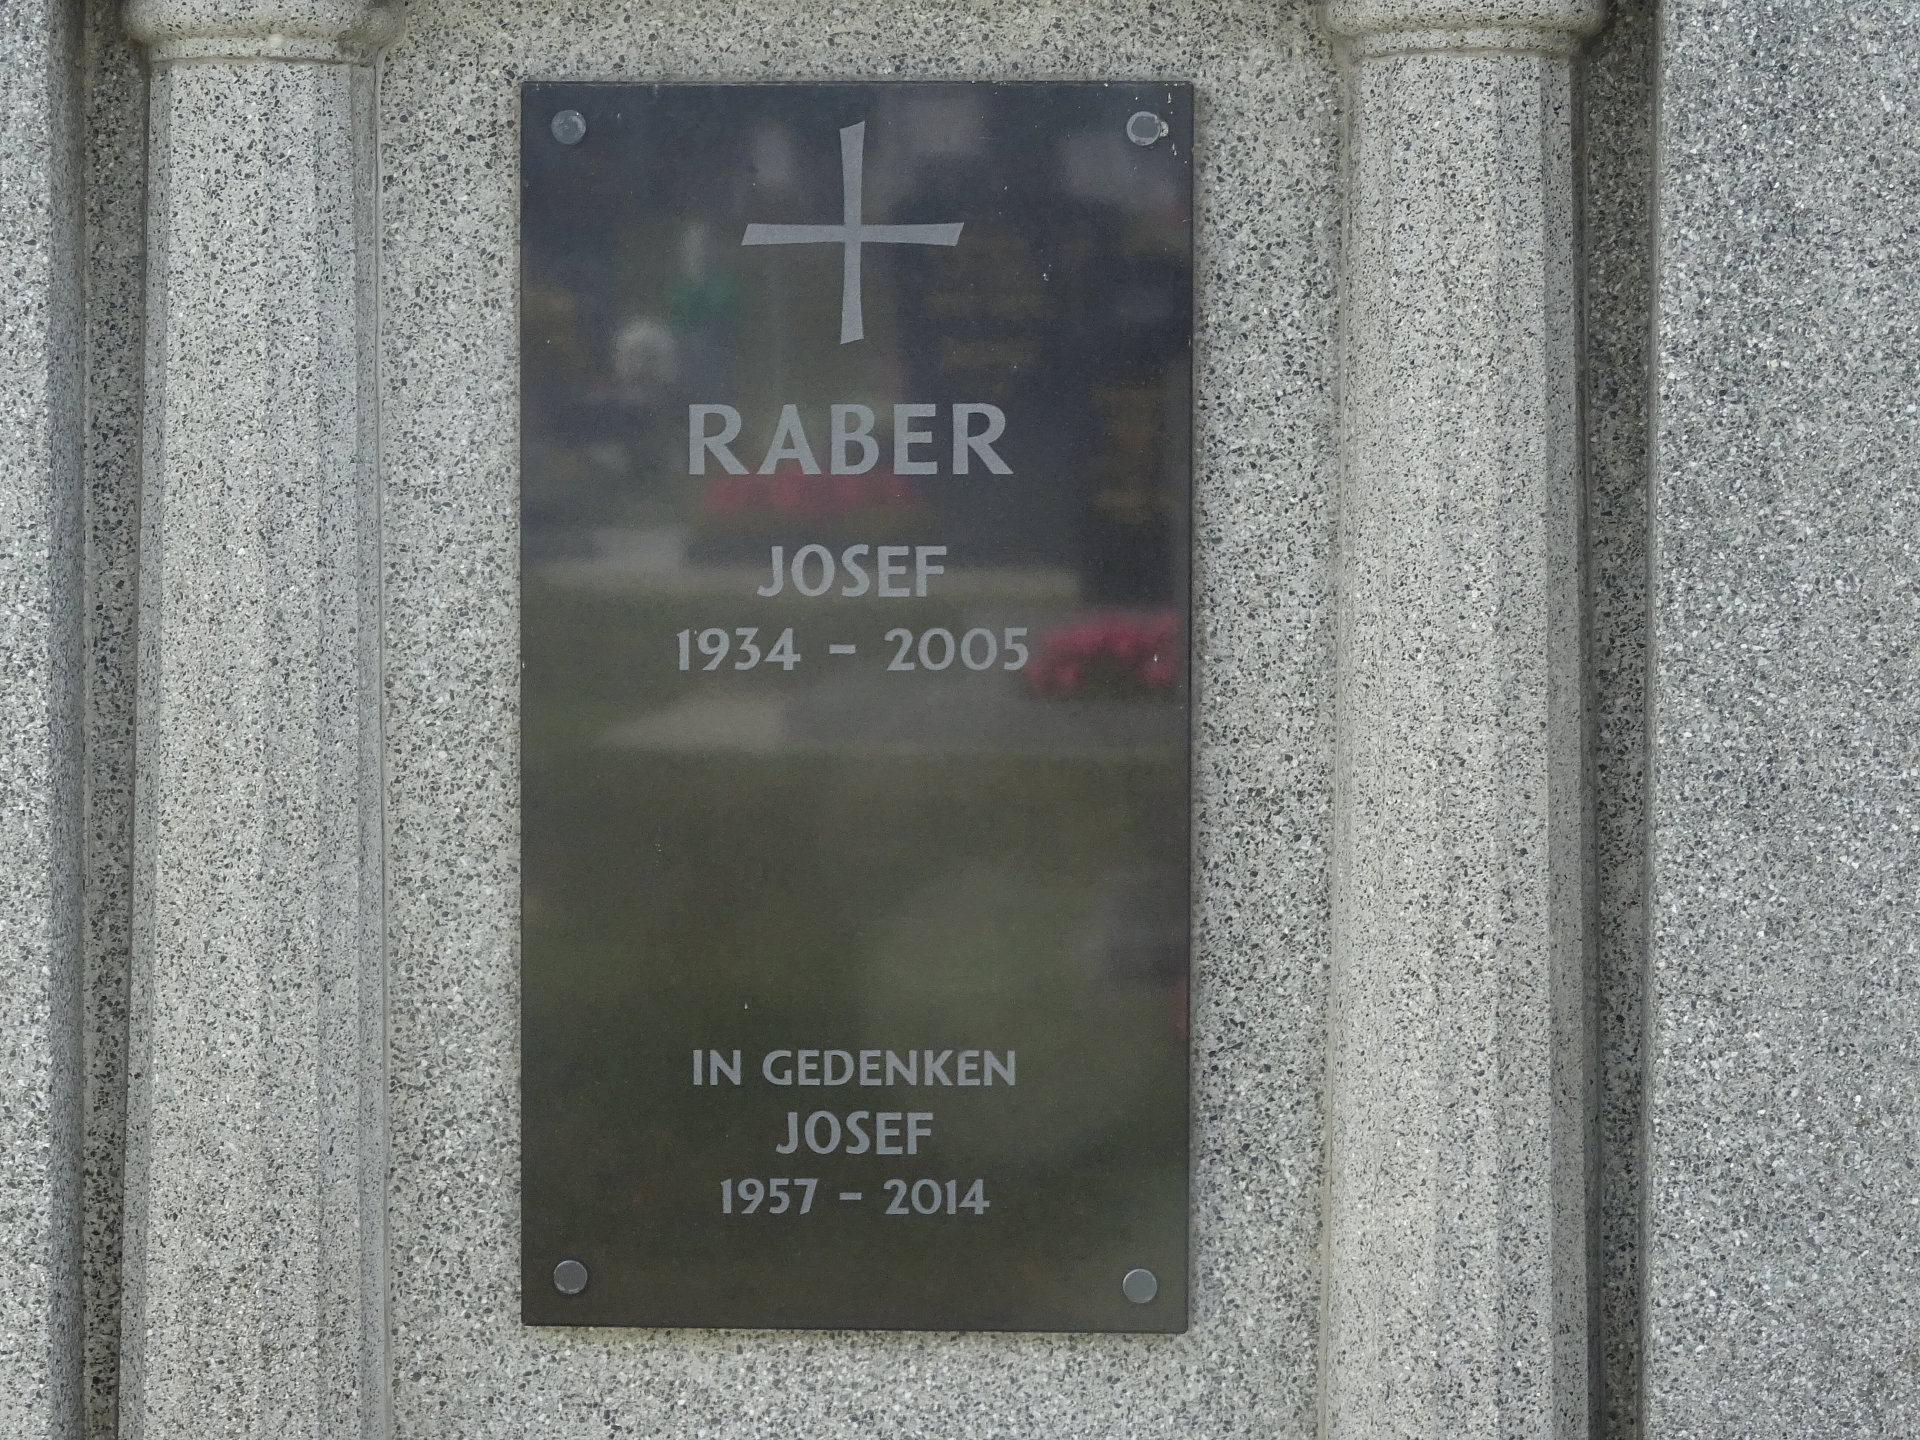 RABER
JOSEF
1934 - 2005
IN GEDENKEN
JOSEF
1957 - 2014